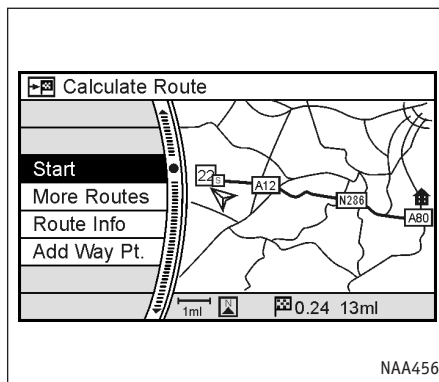 Calculate Route
Start
More Routes
Route Info
Add Way Pt.
22
S
A12
N286
A80
1ml
N
0.24 13ml
NAA456